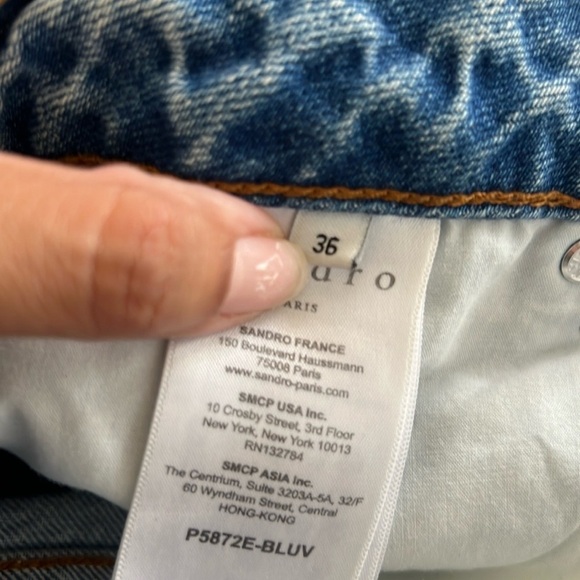 36
dro
ARIS
SANDRO FRANCE
150 Boulevard Haussmann
75008 Paris
www.sandro-paris.com
SMCP USA Inc.
10 Crosby Street, 3rd Floor
New York, New York 10013
RN132784
SMCP ASIA Inc.
The Centrium, Suite 3203A-5A, 32/F
60 Wyndham Street, Central
HONG-KONG
P5872E-BLUV